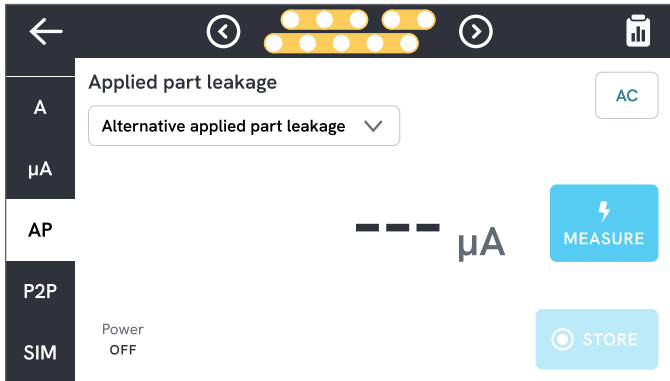 Applied part leakage
AC
Alternative applied part leakage
A
µA
AP
P2P
SIM
--- µA
MEASURE
Power
OFF
STORE